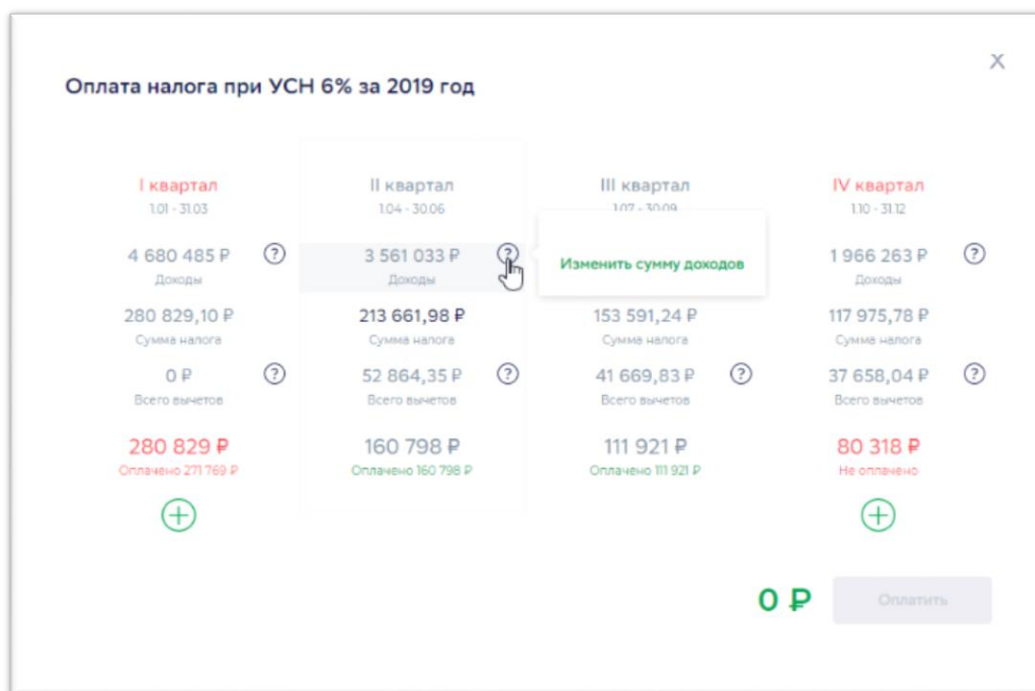 X
Оплата налога при УСН 6% за 2019 год
I квартал
1.01 - 31.03
4 680 485 ₽ ?
Доходы
280 829,10 ₽
Сумма налога
0 ₽ ?
Всего вычетов
280 829 ₽
Оплачено 271 769 ₽
II квартал
1.04 - 30.06
3 561 033 ₽ ?
Доходы
213 661,98 ₽
Сумма налога
52 864,35 ₽ ?
Всего вычетов
160 798 ₽
Оплачено 160 798 ₽
III квартал
1.07 - 30.09
Изменить сумму доходов
153 591,24 ₽
Сумма налога
41 669,83 ₽ ?
Всего вычетов
111 921 ₽
Оплачено 111 921 ₽
IV квартал
1.10 - 31.12
1 966 263 ₽ ?
Доходы
117 975,78 ₽
Сумма налога
37 658,04 ₽ ?
Всего вычетов
80 318 ₽
Не оплачено
0 ₽
Оплатить